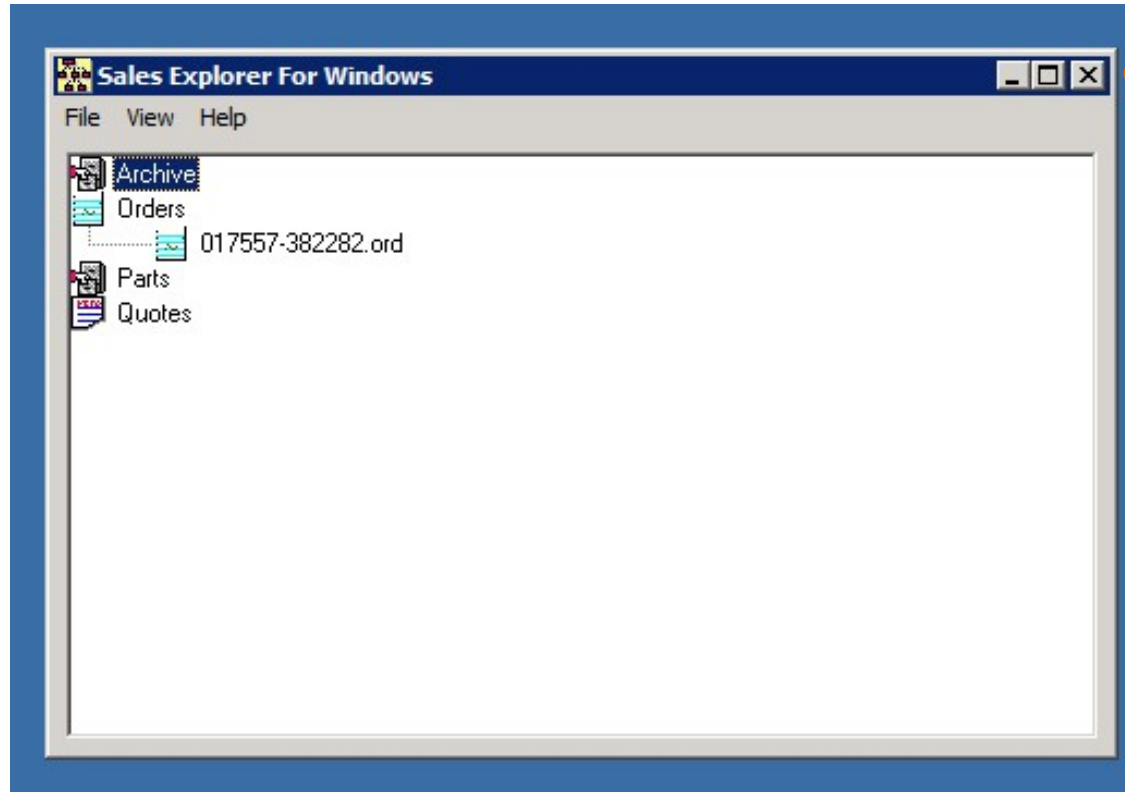 Sales Explorer For Windows
File View Help
Archive
Orders
017557-382282.ord
Parts
Quotes